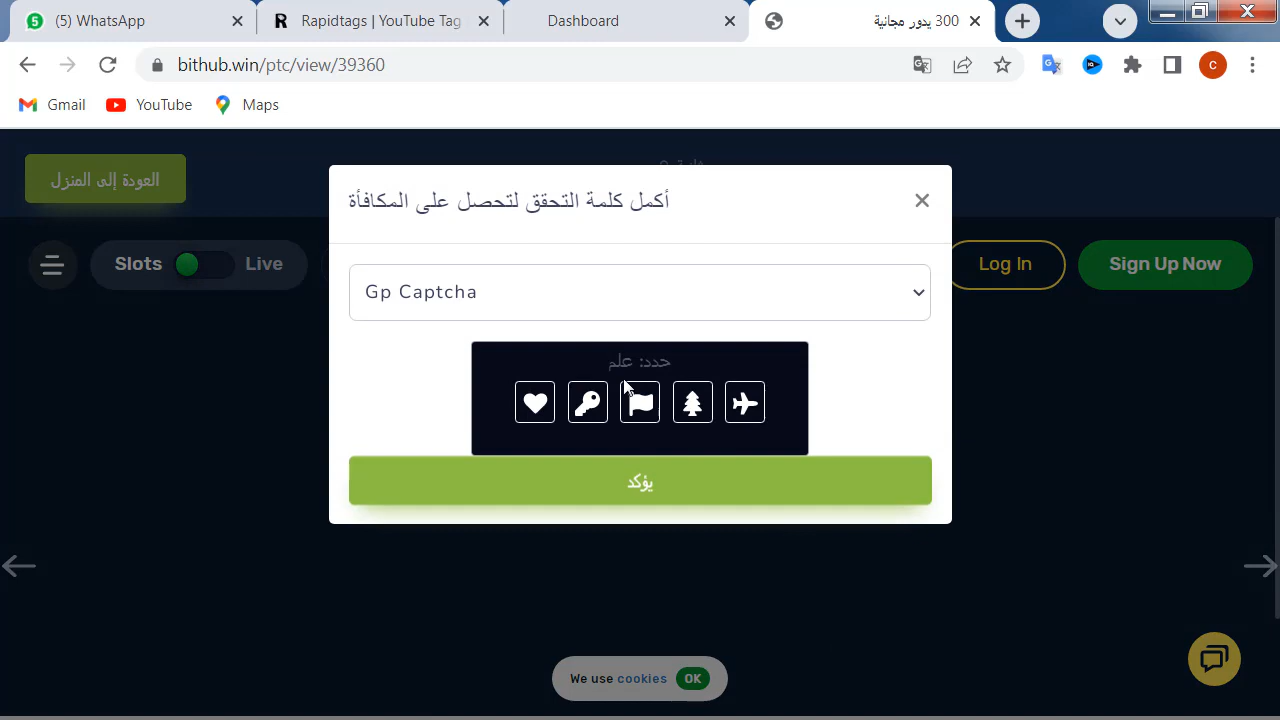 (5) WhatsApp
Rapidtags | YouTube Tag
Dashboard
300 يدور مجانية
bithub.win/ptc/view/39360
C
Gmail
YouTube
Maps
العودة إلى المنزل
أكمل كلمة التحقق لتحصل على المكافأة
Slots
Live
Log In
Sign Up Now
Gp Captcha
حدد: علم
يؤكد
We use cookies
OK